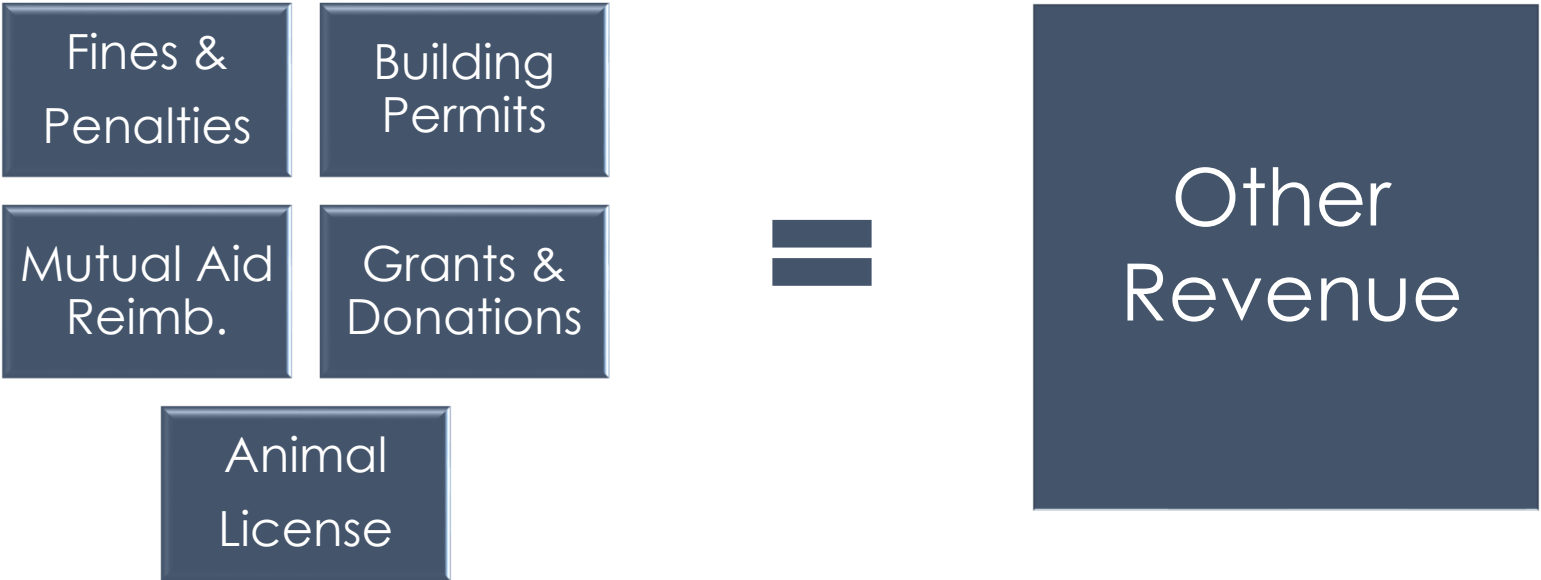 Fines &
Penalties
Building
Permits
Mutual Aid
Reimb.
Grants &
Donations
Animal
License
=
Other
Revenue